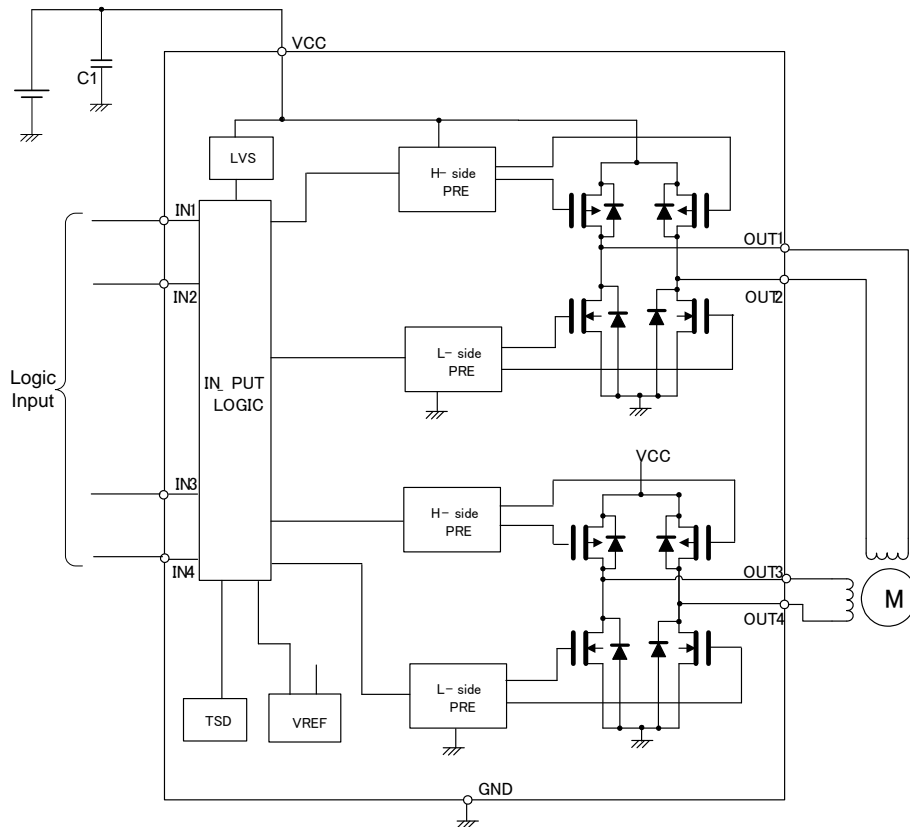 VCC
C1
LVS
H- side
PRE
IN1
OUT1
IN2
OUT2
L- side
PRE
Logic
Input
IN_PUT
LOGIC
VCC
IN3
H- side
PRE
IN4
OUT3
M
OUT4
L- side
PRE
TSD
VREF
GND